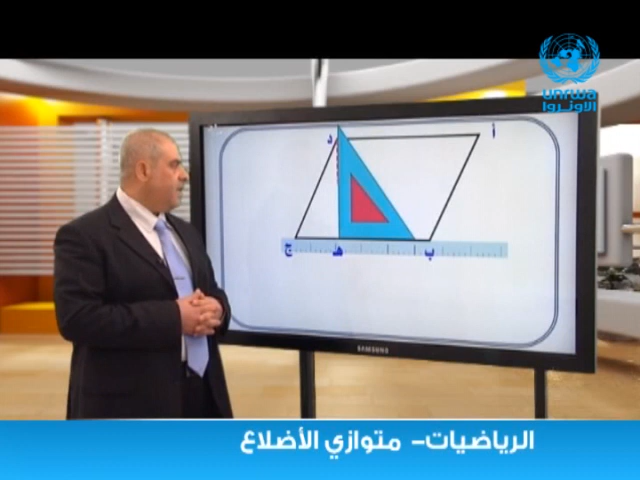 unrwa
الأونروا
أ
د
ج
هـ
ب
SAMSUNG
الرياضيات- متوازي الأضلاع